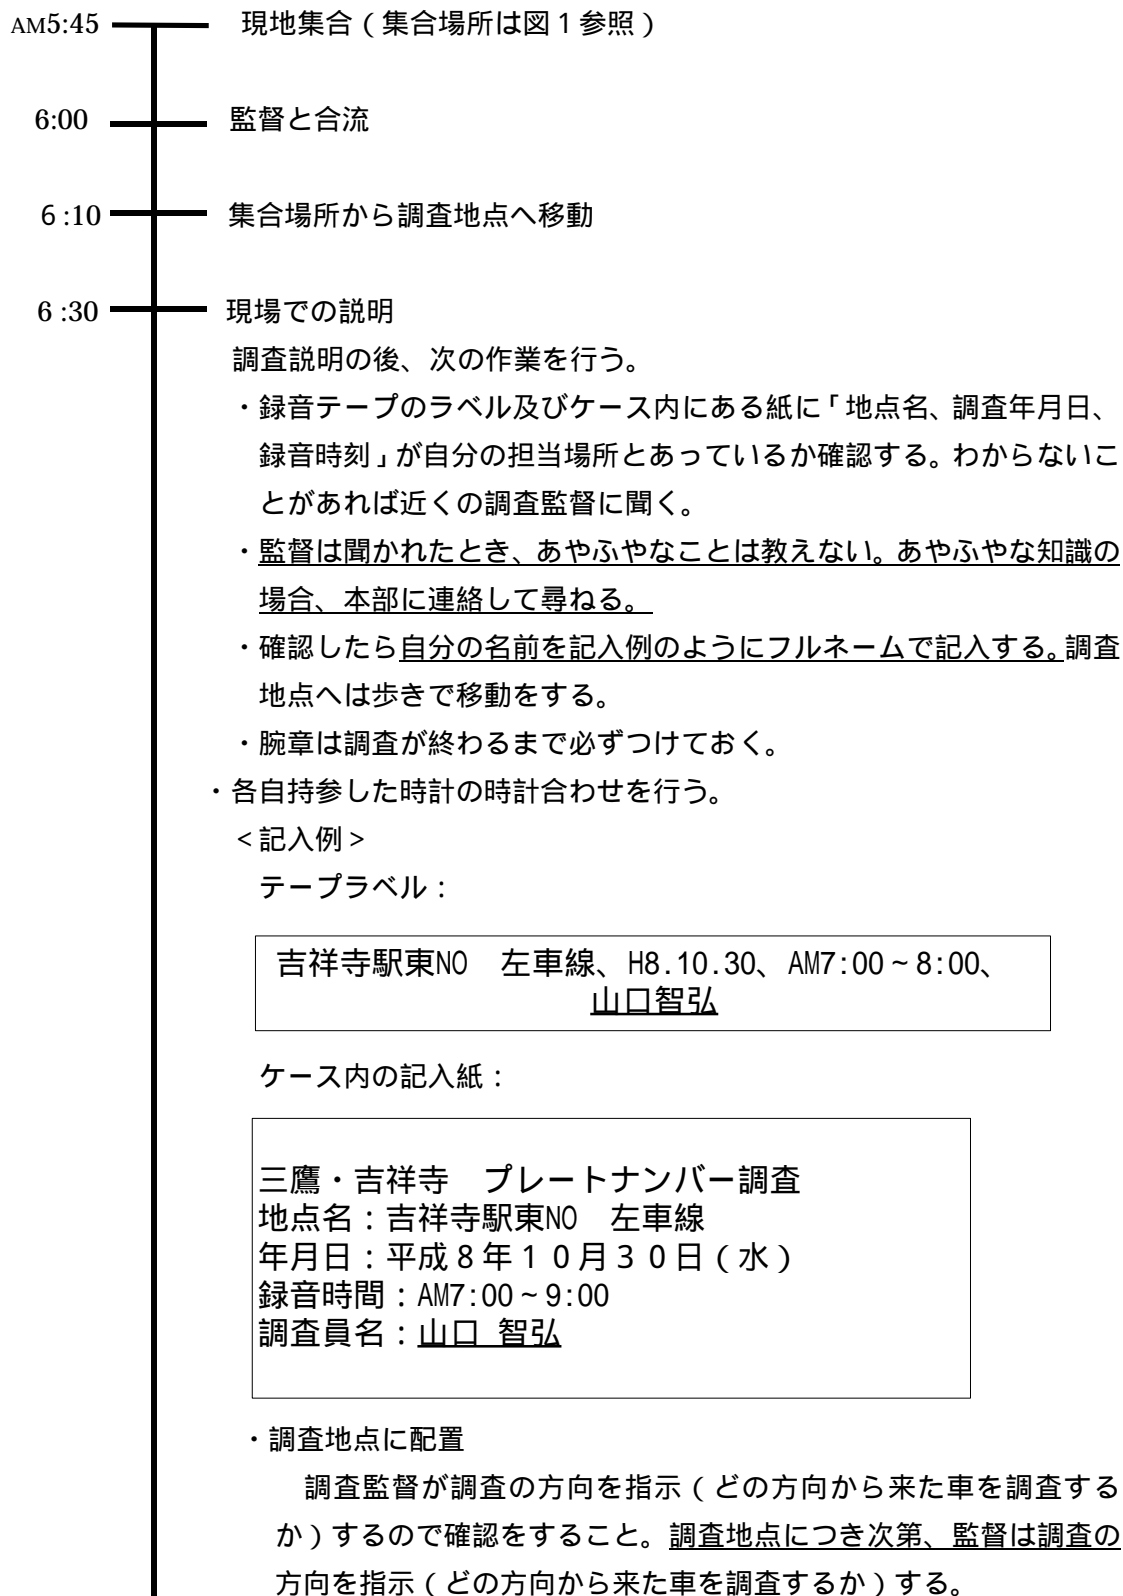 AM5:45 現地集合(集合場所は図1参照)
6:00 監督と合流
6:10 集合場所から調査地点へ移動
6:30 現場での説明
調査説明の後、次の作業を行う。
・録音テープのラベル及びケース内にある紙に「地点名、調査年月日、
録音時刻」が自分の担当場所とあっているか確認する。わからないこ
とがあれば近くの調査監督に聞く。
・監督は聞かれたとき、あやふやなことは教えない。あやふやな知識の
場合、本部に連絡して尋ねる。
・確認したら自分の名前を記入例のようにフルネームで記入する。調査
地点へは歩きで移動をする。
・腕章は調査が終わるまで必ずつけておく。
・各自持参した時計の時計合わせを行う。
<記入例>
テープラベル:
吉祥寺駅東NO 左車線、H8.10.30、AM7:00~8:00、
山口智弘
ケース内の記入紙:
三鷹・吉祥寺 プレートナンバー調査
地点名:吉祥寺駅東NO 左車線
年月日:平成8年10月30日(水)
録音時間:AM7:00~9:00
調査員名:山口 智弘
・調査地点に配置
調査監督が調査の方向を指示(どの方向から来た車を調査する
か)するので確認をすること。調査地点につき次第、監督は調査の
方向を指示(どの方向から来た車を調査するか)する。